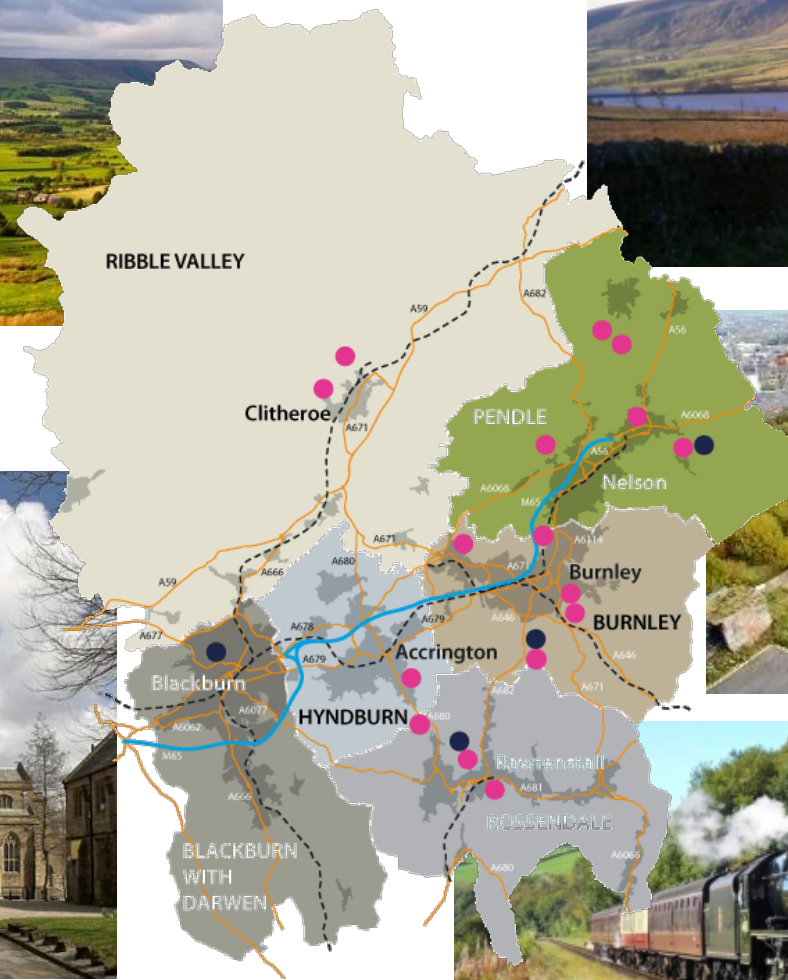 A682
A59
RIBBLE VALLEY
A56
Clitheroe
PENDLE
A6068
A671
A56
Nelson
A6068
M65
A671
A6114
A680
A671
A666
Burnley
A59
A646
A679
BURNLEY
A678
A677
Accrington
A646
A679
Blackburn
A671
A682
A6077
HYNDBURN
A680
A6062
M65
Rawtenstall
A681
A666
ROSSENDALE
BLACKBURN
WITH
DARWEN
A6066
A680